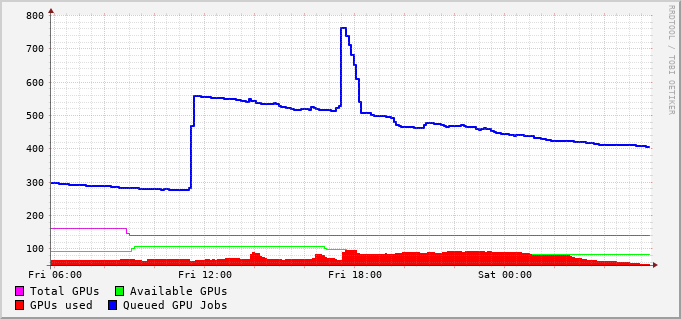 800
700
600
500
400
300
200
100
Fri 06:00 Fri 12:00 Fri 18:00 Sat 00:00
Total GPUs Available GPUs
GPUs used Queued GPU Jobs
RRDTOOL / TOBI OETIKER